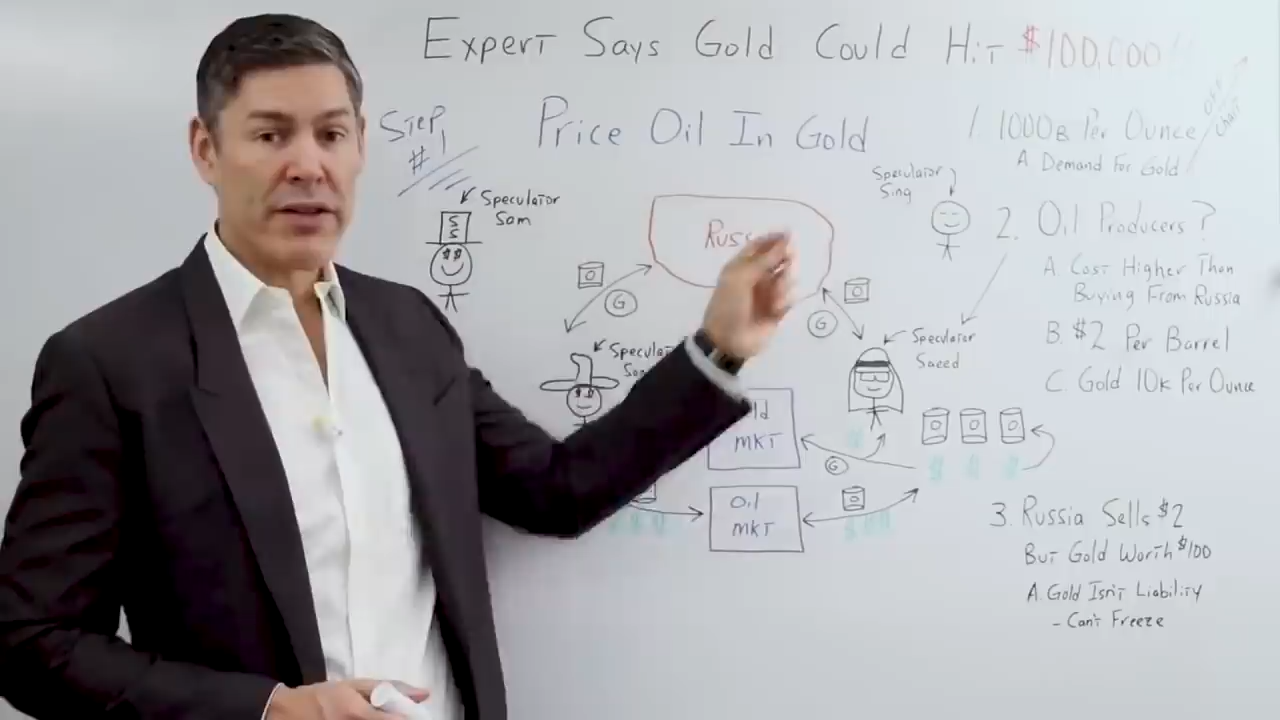 Expert Says Gold Could Hit $100,000
Step
#1
Price Oil In Gold
Off
Chart
1. 1000B Per Ounce
A. Demand For Gold
Speculator
Sing
Speculator
Sam
SS
$$
2. Oil Producers?
A. Cost Higher Than
Buying From Russia
B. $2 Per Barrel
C. Gold 10K Per Ounce
G
G
Speculator
Saeed
MKT
G
Oil
MKT
3. Russia Sells $2
But Gold Worth $100
A. Gold Isn't Liability
- Can't Freeze